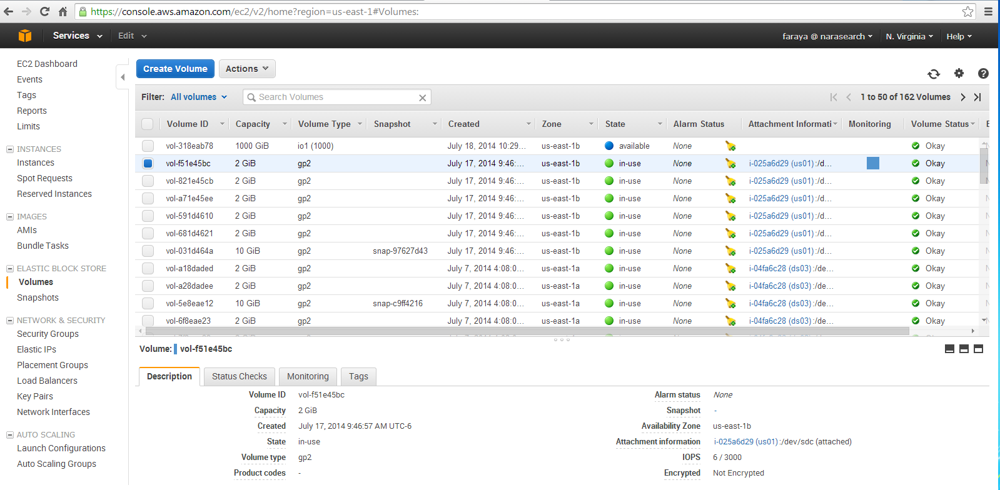 https://console.aws.amazon.com/ec2/v2/home?region=us-east-1#Volumes:
Services Edit faraya @ narasearch N. Virginia Help
EC2 Dashboard
Events
Tags
Reports
Limits
INSTANCES
Instances
Spot Requests
Reserved Instances
IMAGES
AMIs
Bundle Tasks
ELASTIC BLOCK STORE
Volumes
Snapshots
NETWORK & SECURITY
Security Groups
Elastic IPs
Placement Groups
Load Balancers
Key Pairs
Network Interfaces
AUTO SCALING
Launch Configurations
Auto Scaling Groups
Create Volume Actions
Filter: All volumes Search Volumes 1 to 50 of 162 Volumes
Volume ID Capacity Volume Type Snapshot Created Zone State Alarm Status Attachment Informati Monitoring Volume Status
vol-318eab78 1000 GiB io1 (1000) July 18, 2014 10:29... us-east-1b available None Okay
vol-f51e45bc 2 GiB gp2 July 17, 2014 9:46:... us-east-1b in-use None i-025a6d29 (us01):/d... Okay
vol-821e45cb 2 GiB gp2 July 17, 2014 9:46:... us-east-1b in-use None i-025a6d29 (us01):/d... Okay
vol-a71e45ee 2 GiB gp2 July 17, 2014 9:46:... us-east-1b in-use None i-025a6d29 (us01):/d... Okay
vol-591d4610 2 GiB gp2 July 17, 2014 9:46:... us-east-1b in-use None i-025a6d29 (us01):/d... Okay
vol-681d4621 2 GiB gp2 July 17, 2014 9:46:... us-east-1b in-use None i-025a6d29 (us01):/d... Okay
vol-031d464a 10 GiB gp2 snap-97627d43 July 17, 2014 9:46:... us-east-1b in-use None i-025a6d29 (us01):/d... Okay
vol-a18daded 2 GiB gp2 July 7, 2014 4:08:0... us-east-1a in-use None i-04fa6c28 (ds03):/de... Okay
vol-a28dadee 2 GiB gp2 July 7, 2014 4:08:0... us-east-1a in-use None i-04fa6c28 (ds03):/de... Okay
vol-5e8eae12 10 GiB gp2 snap-c9ff4216 July 7, 2014 4:08:0... us-east-1a in-use None i-04fa6c28 (ds03):/de... Okay
vol-6f8eae23 2 GiB gp2 July 7, 2014 4:08:0... us-east-1a in-use None i-04fa6c28 (ds03):/de... Okay
Volume: vol-f51e45bc
Description Status Checks Monitoring Tags
Volume ID vol-f51e45bc Alarm status None
Capacity 2 GiB Snapshot -
Created July 17, 2014 9:46:57 AM UTC-6 Availability Zone us-east-1b
State in-use Attachment information i-025a6d29 (us01):/dev/sdc (attached)
Volume type gp2 IOPS 6 / 3000
Product codes - Encrypted Not Encrypted